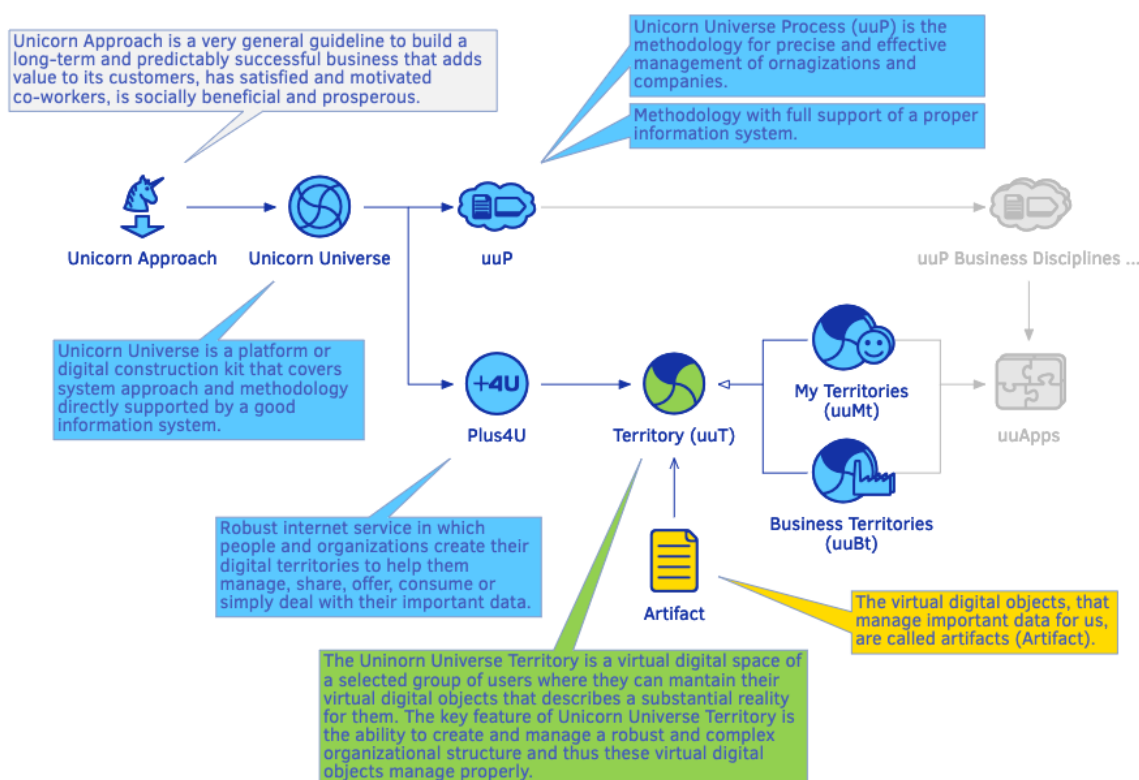 Unicorn Approach is a very general guideline to build a
long-term and predictably successful business that adds
value to its customers, has satisfied and motivated
co-workers, is socially beneficial and prosperous.
Unicorn Universe Process (uuP) is the
methodology for precise and effective
management of ornagizations and
companies.
Methodology with full support of a proper
information system.
Unicorn Approach
Unicorn Universe
uuP
uuP Business Disciplines ...
Unicorn Universe is a platform or
digital construction kit that covers
system approach and methodology
directly supported by a good
information system.
+4U
Plus4U
Territory (uuT)
My Territories
(uuMt)
uuApps
Business Territories
(uuBt)
Robust internet service in which
people and organizations create their
digital territories to help them
manage, share, offer, consume or
simply deal with their important data.
Artifact
The virtual digital objects, that
manage important data for us,
are called artifacts (Artifact).
The Uninorn Universe Territory is a virtual digital space of
a selected group of users where they can mantain their
virtual digital objects that describes a substantial reality
for them. The key feature of Unicorn Universe Territory is
the ability to create and manage a robust and complex
organizational structure and thus these virtual digital
objects manage properly.